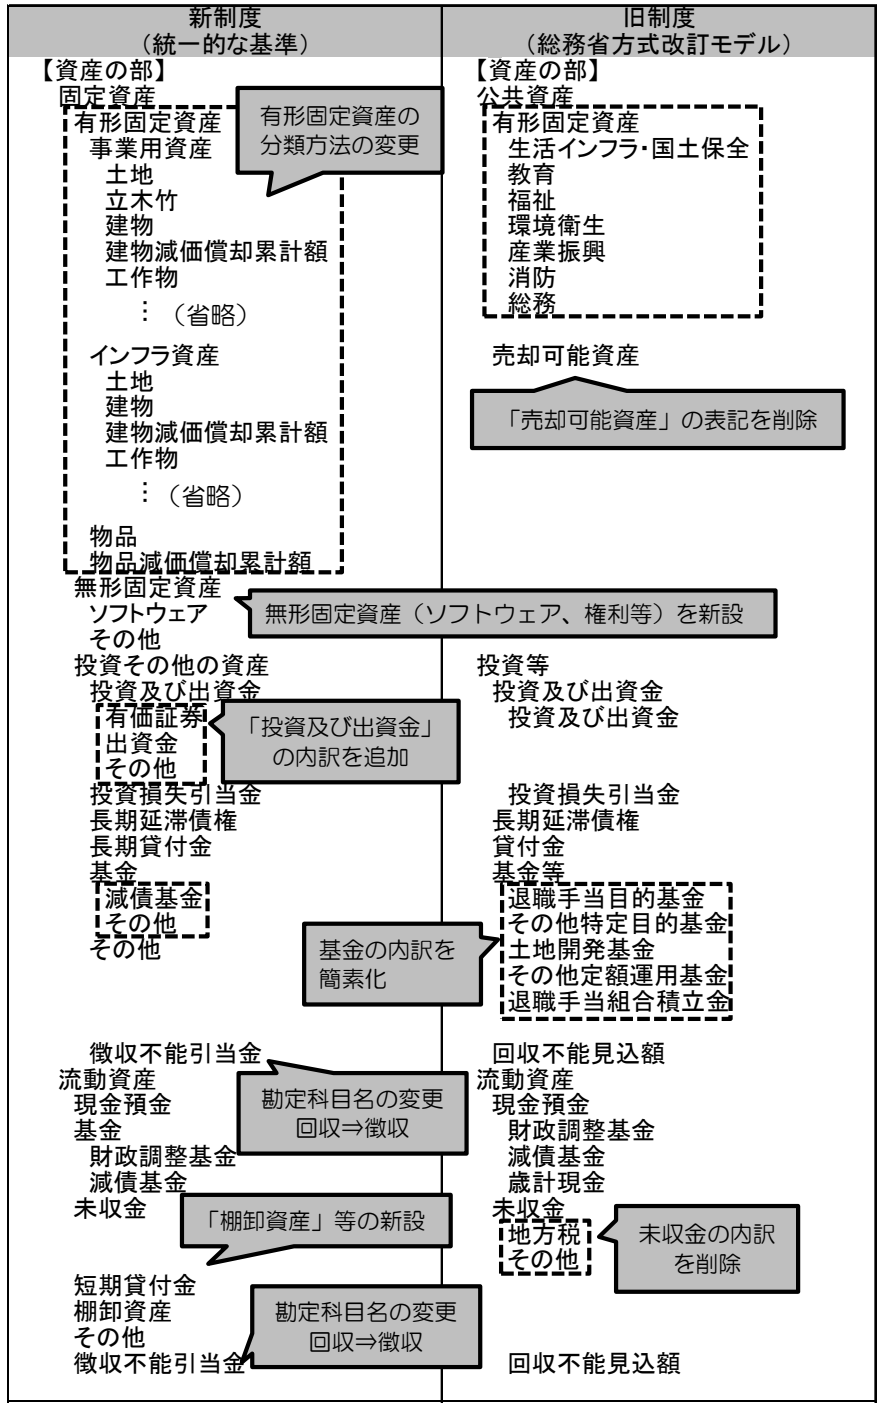 新制度
（統一的な基準）
【資産の部】
固定資産
有形固定資産
事業用資産
土地
立木竹
建物
建物減価償却累計額
工作物
… （省略）
インフラ資産
土地
建物
建物減価償却累計額
工作物
… （省略）
物品
物品減価償却累計額
無形固定資産
ソフトウェア
その他
投資その他の資産
投資及び出資金
有価証券
出資金
その他
投資損失引当金
長期延滞債権
長期貸付金
基金
減債基金
その他
その他
徴収不能引当金
流動資産
現金預金
基金
財政調整基金
減債基金
未収金
短期貸付金
棚卸資産
その他
徴収不能引当金
有形固定資産の
分類方法の変更
無形固定資産（ソフトウェア、権利等）を新設
「投資及び出資金」
の内訳を追加
基金の内訳を
簡素化
勘定科目名の変更
回収⇒徴収
「棚卸資産」等の新設
勘定科目名の変更
回収⇒徴収
旧制度
（総務省方式改訂モデル）
【資産の部】
公共資産
有形固定資産
生活インフラ・国土保全
教育
福祉
環境衛生
産業振興
消防
総務
売却可能資産
「売却可能資産」の表記を削除
投資等
投資及び出資金
投資及び出資金
投資損失引当金
長期延滞債権
貸付金
基金等
退職手当目的基金
その他特定目的基金
土地開発基金
その他定額運用基金
退職手当組合積立金
回収不能見込額
流動資産
現金預金
財政調整基金
減債基金
歳計現金
未収金
地方税
その他
未収金の内訳
を削除
回収不能見込額